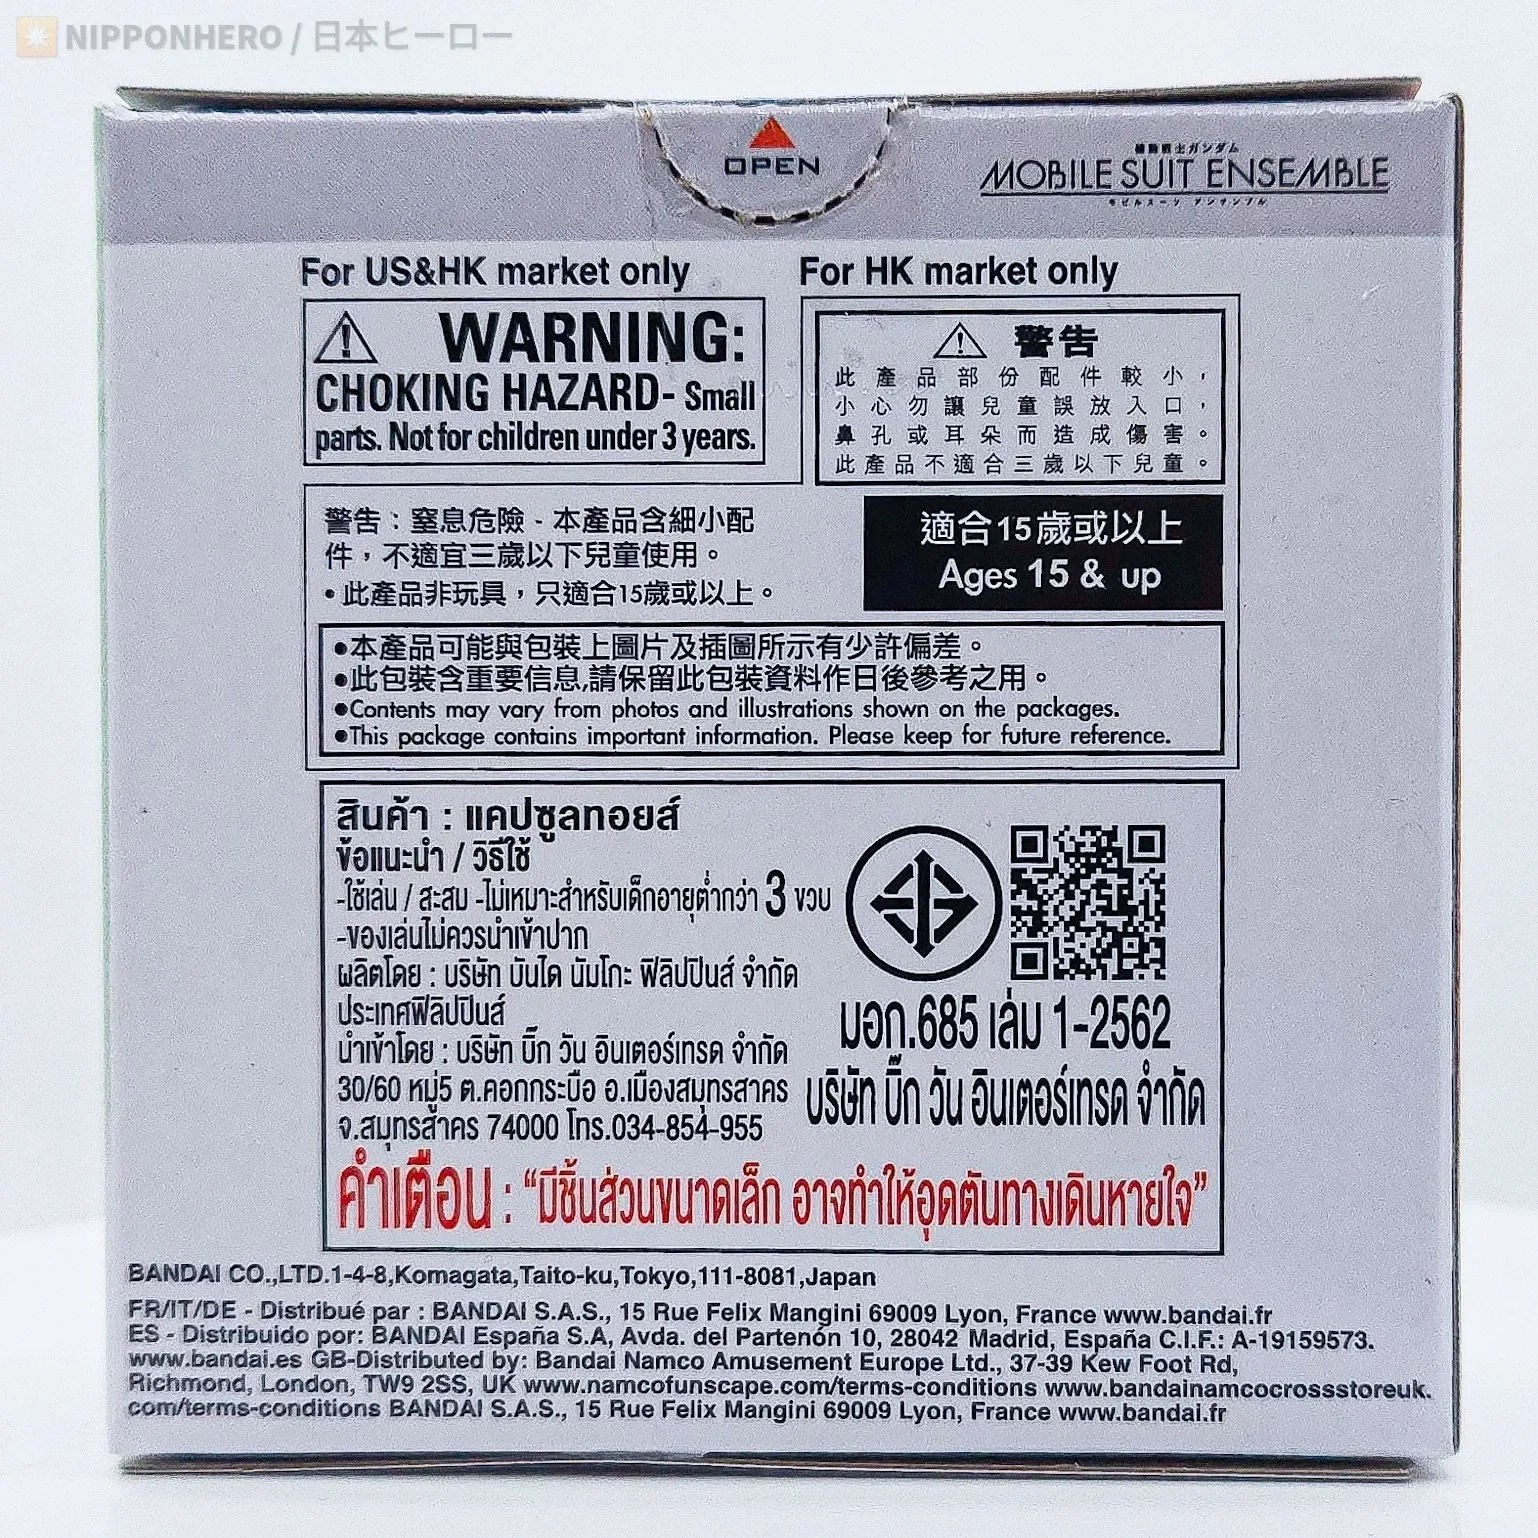 NIPPONHERO / 日本ヒーロー
OPEN
機動戦士ガンダム
MOBILE SUIT ENSEMBLE
モビルスーツ アンサンブル
For US&HK market only
WARNING:
CHOKING HAZARD- Small
parts. Not for children under 3 years.
For HK market only
警告
此產品部份配件較小，
小心勿讓兒童誤放入口，
鼻孔或耳朵而造成傷害。
此產品不適合三歲以下兒童。
警告：窒息危險 - 本產品含細小配
件，不適宜三歲以下兒童使用。
• 此產品非玩具，只適合15歲或以上。
適合15歲或以上
Ages 15 & up
●本產品可能與包裝上圖片及插圖所示有少許偏差。
●此包裝含重要信息,請保留此包裝資料作日後參考之用。
●Contents may vary from photos and illustrations shown on the packages.
●This package contains important information. Please keep for future reference.
สินค้า : แคปซูลทอยส์
ข้อแนะนำ / วิธีใช้
-ใช้เล่น / สะสม -ไม่เหมาะสำหรับเด็กอายุต่ำกว่า 3 ขวบ
-ของเล่นไม่ควรนำเข้าปาก
ผลิตโดย : บริษัท บันได นัมโกะ ฟิลิปปินส์ จำกัด
ประเทศฟิลิปปินส์
นำเข้าโดย : บริษัท บิ๊ก วัน อินเตอร์เทรด จำกัด
30/60 หมู่5 ต.คอกกระบือ อ.เมืองสมุทรสาคร
จ.สมุทรสาคร 74000 โทร.034-854-955
มอก.685 เล่ม 1-2562
บริษัท บิ๊ก วัน อินเตอร์เทรด จำกัด
คำเตือน : “มีชิ้นส่วนขนาดเล็ก อาจทำให้อุดตันทางเดินหายใจ”
BANDAI CO.,LTD.1-4-8,Komagata,Taito-ku,Tokyo,111-8081,Japan
FR/IT/DE - Distribué par : BANDAI S.A.S., 15 Rue Felix Mangini 69009 Lyon, France www.bandai.fr
ES - Distribuido por: BANDAI España S.A, Avda. del Partenón 10, 28042 Madrid, España C.I.F.: A-19159573.
www.bandai.es GB-Distributed by: Bandai Namco Amusement Europe Ltd., 37-39 Kew Foot Rd,
Richmond, London, TW9 2SS, UK www.namcofunscape.com/terms-conditions www.bandainamcocrossstoreuk.
com/terms-conditions BANDAI S.A.S., 15 Rue Felix Mangini 69009 Lyon, France www.bandai.fr